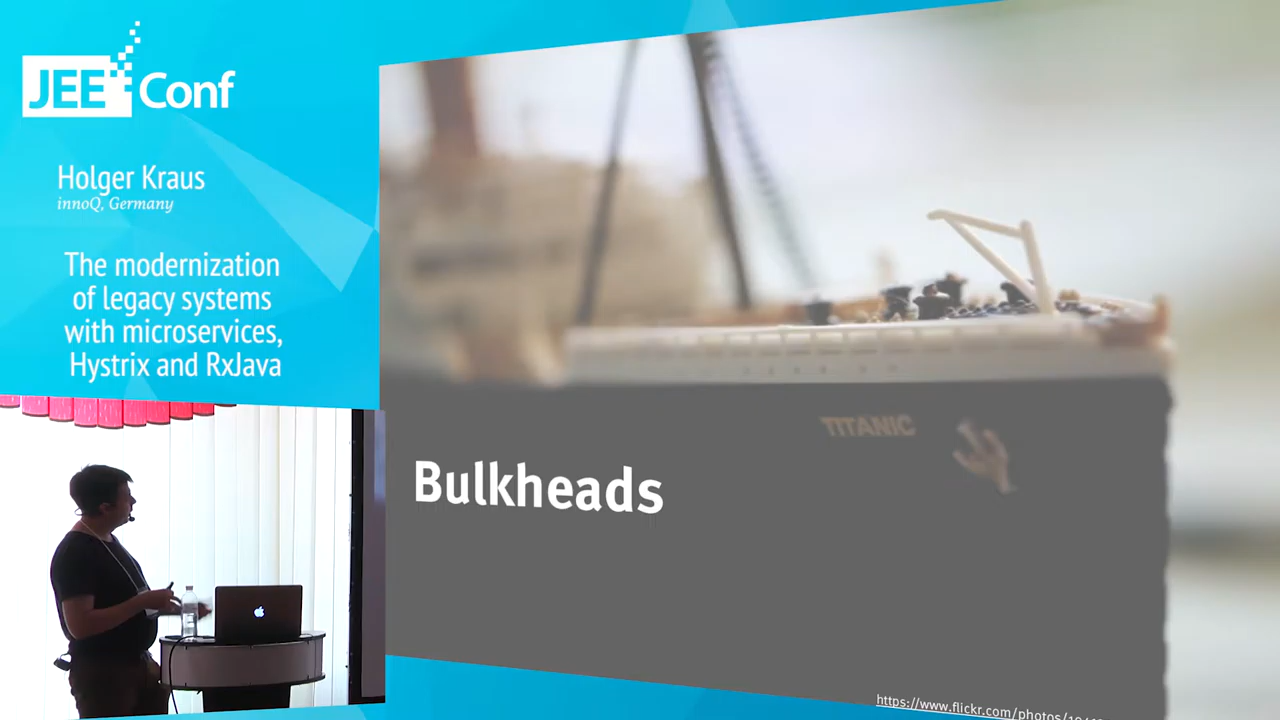 JEE Conf
Holger Kraus
innoQ, Germany
The modernization
of legacy systems
with microservices,
Hystrix and RxJava
TITANIC
Bulkheads
https://www.flickr.com/photos/